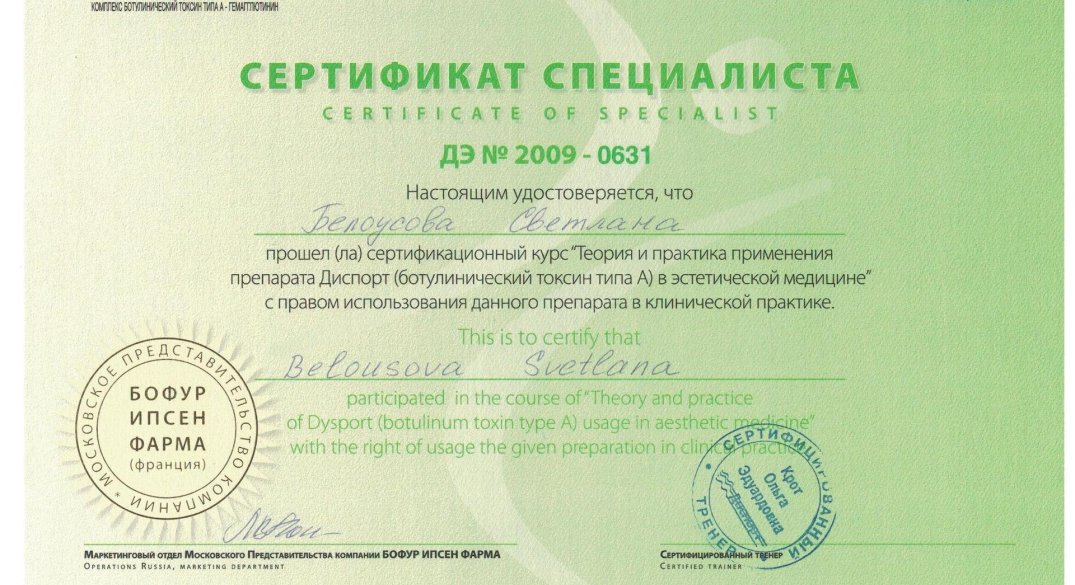 КОМПЛЕКС БОТУЛИНИЧЕСКИЙ ТОКСИН ТИПА А - ГЕМАГГЛЮТИНИН
СЕРТИФИКАТ СПЕЦИАЛИСТА
CERTIFICATE OF SPECIALIST
ДЭ № 2009 - 0631
Настоящим удостоверяется, что
Белоусова Светлана
прошел (ла) сертификационный курс "Теория и практика применения
препарата Диспорт (ботулинический токсин типа А) в эстетической медицине"
с правом использования данного препарата в клинической практике.
This is to certify that
Belousova Svetlana
participated in the course of "Theory and practice
of Dysport (botulinum toxin type A) usage in aesthetic medicine"
with the right of usage the given preparation in clinical practice
МОСКОВСКОЕ ПРЕДСТАВИТЕЛЬСТВО КОМПАНИИ *
БОФУР
ИПСЕН
ФАРМА
(франция)
СЕРТИФИЦИРОВАННЫЙ ТРЕНЕР
Крот
Ольга
Эдуардовна
Маркетинговый отдел Московского Представительства компании БОФУР ИПСЕН ФАРМА
Operations Russia, marketing department
Сертифицированный тренер
Certified trainer